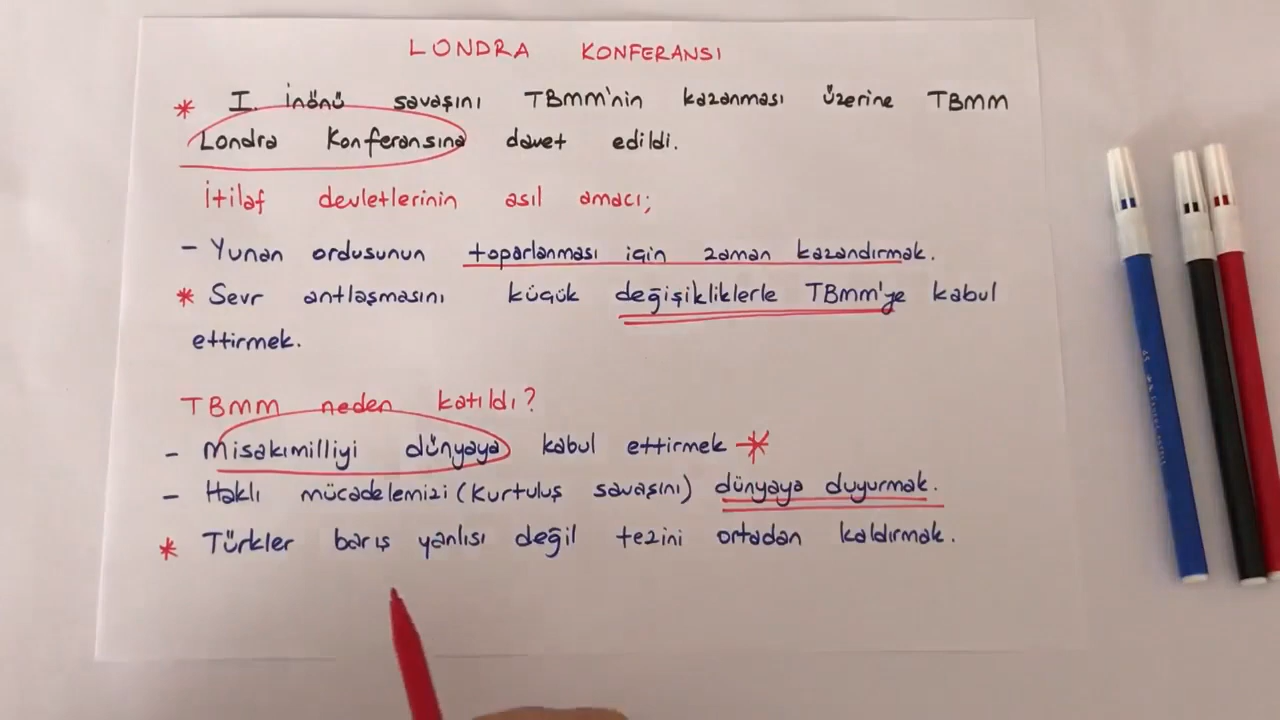 LONDRA KONFERANSI
* I. İnönü savaşını TBMM'nin kazanması üzerine TBMM
Londra Konferansına davet edildi.
İtilaf devletlerinin asıl amacı;
- Yunan ordusunun toparlanması için zaman kazandırmak.
* Sevr antlaşmasını küçük değişikliklerle TBMM'ye kabul
ettirmek.
TBMM neden katıldı?
- Misakımilliyi dünyaya kabul ettirmek *
- Haklı mücadelemizi (Kurtuluş savaşını) dünyaya duyurmak.
* Türkler barış yanlısı değil tezini ortadan kaldırmak.